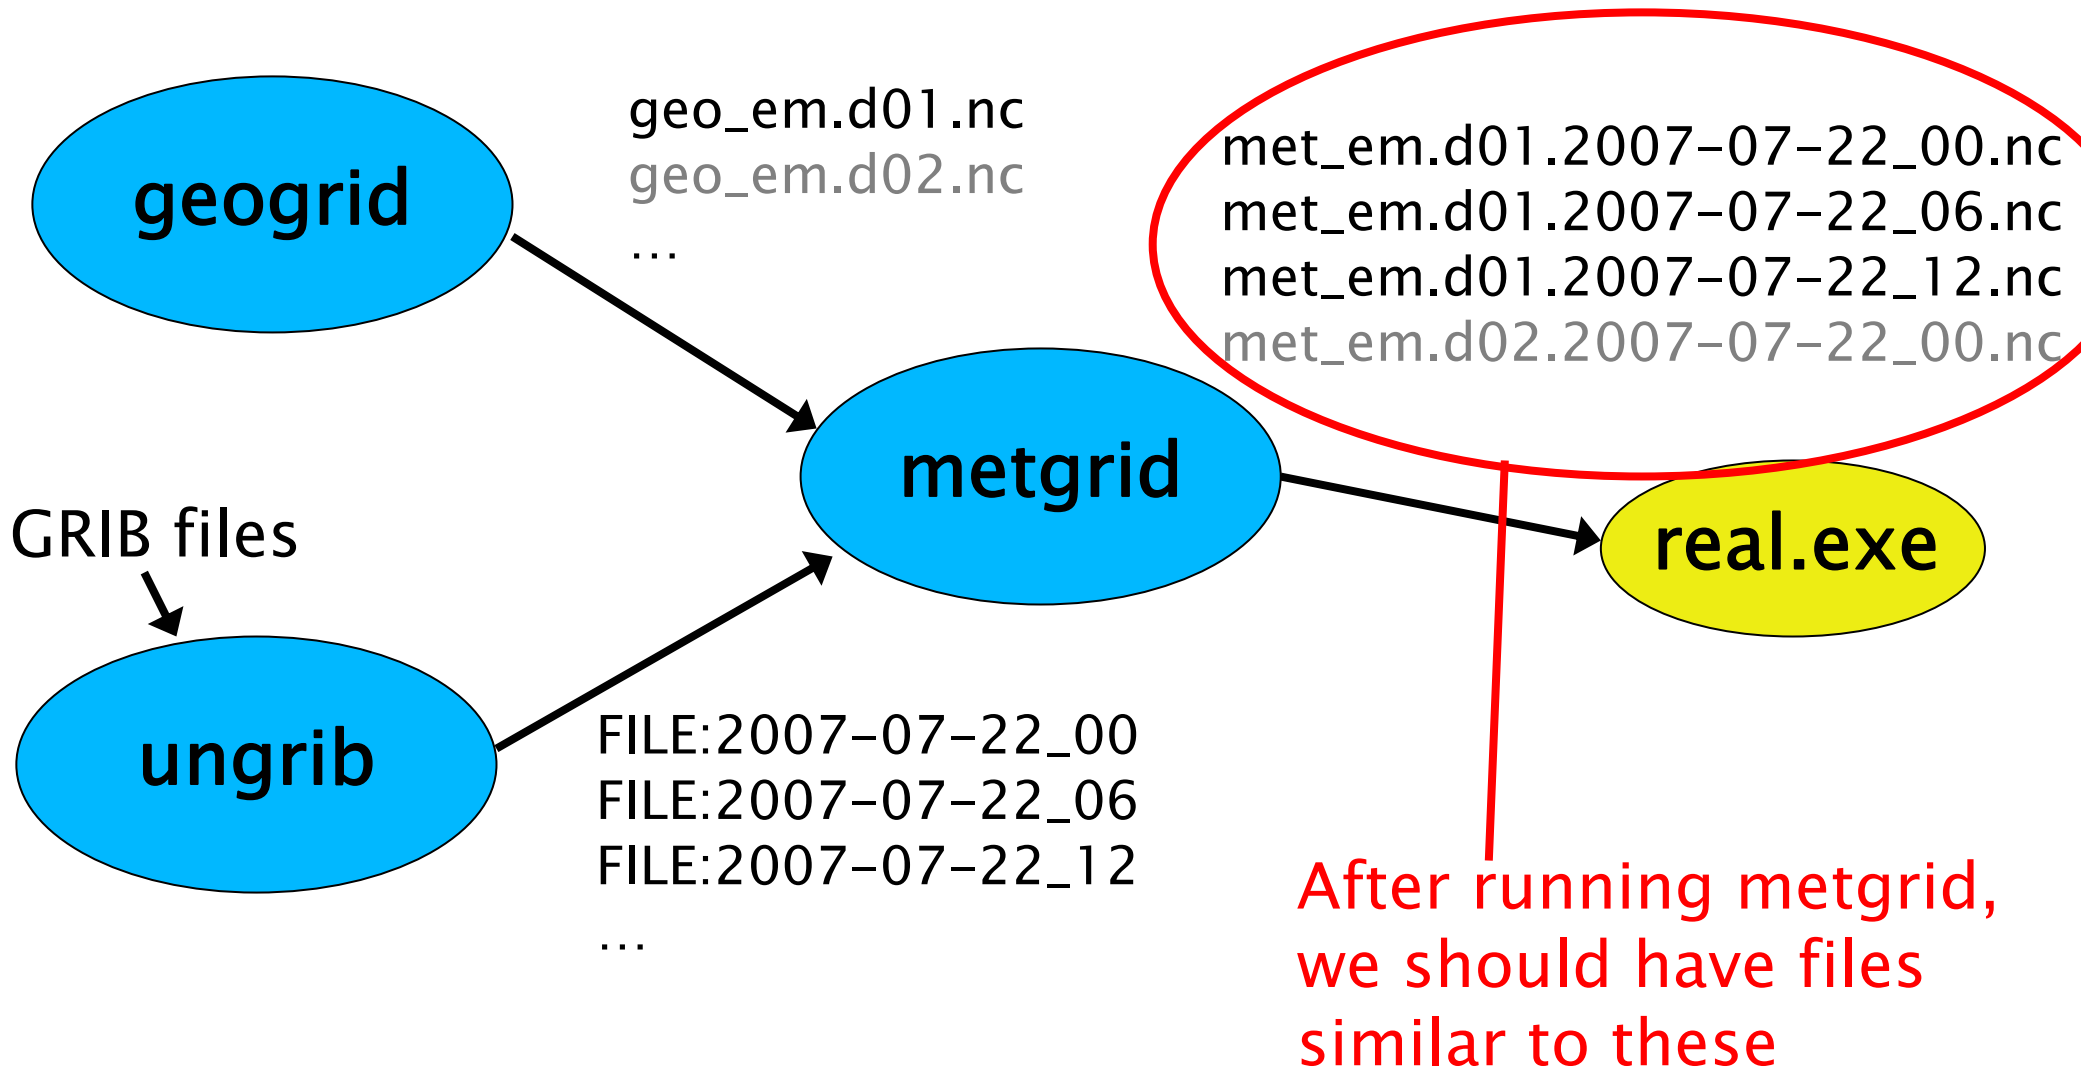 geogrid
geo_em.d01.nc
geo_em.d02.nc
...
met_em.d01.2007-07-22_00.nc
met_em.d01.2007-07-22_06.nc
met_em.d01.2007-07-22_12.nc
met_em.d02.2007-07-22_00.nc
metgrid
real.exe
GRIB files
ungrib
FILE:2007-07-22_00
FILE:2007-07-22_06
FILE:2007-07-22_12
...
After running metgrid,
we should have files
similar to these